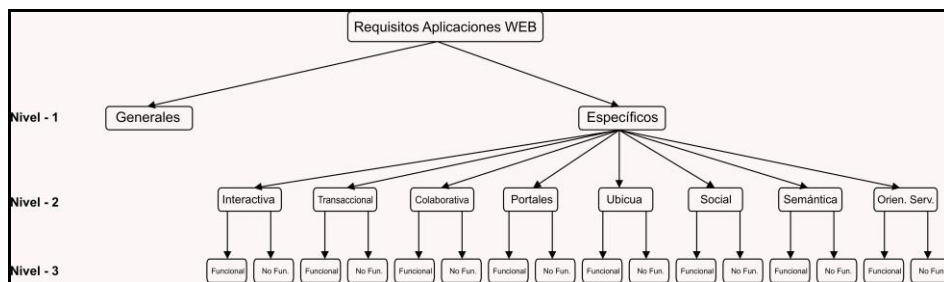 Requisitos Aplicaciones WEB
Nivel - 1
Generales
Específicos
Nivel - 2
Interactiva
Transaccional
Colaborativa
Portales
Ubicua
Social
Semántica
Orien. Serv.
Nivel - 3
Funcional
No Fun.
Funcional
No Fun.
Funcional
No Fun.
Funcional
No Fun.
Funcional
No Fun.
Funcional
No Fun.
Funcional
No Fun.
Funcional
No Fun.